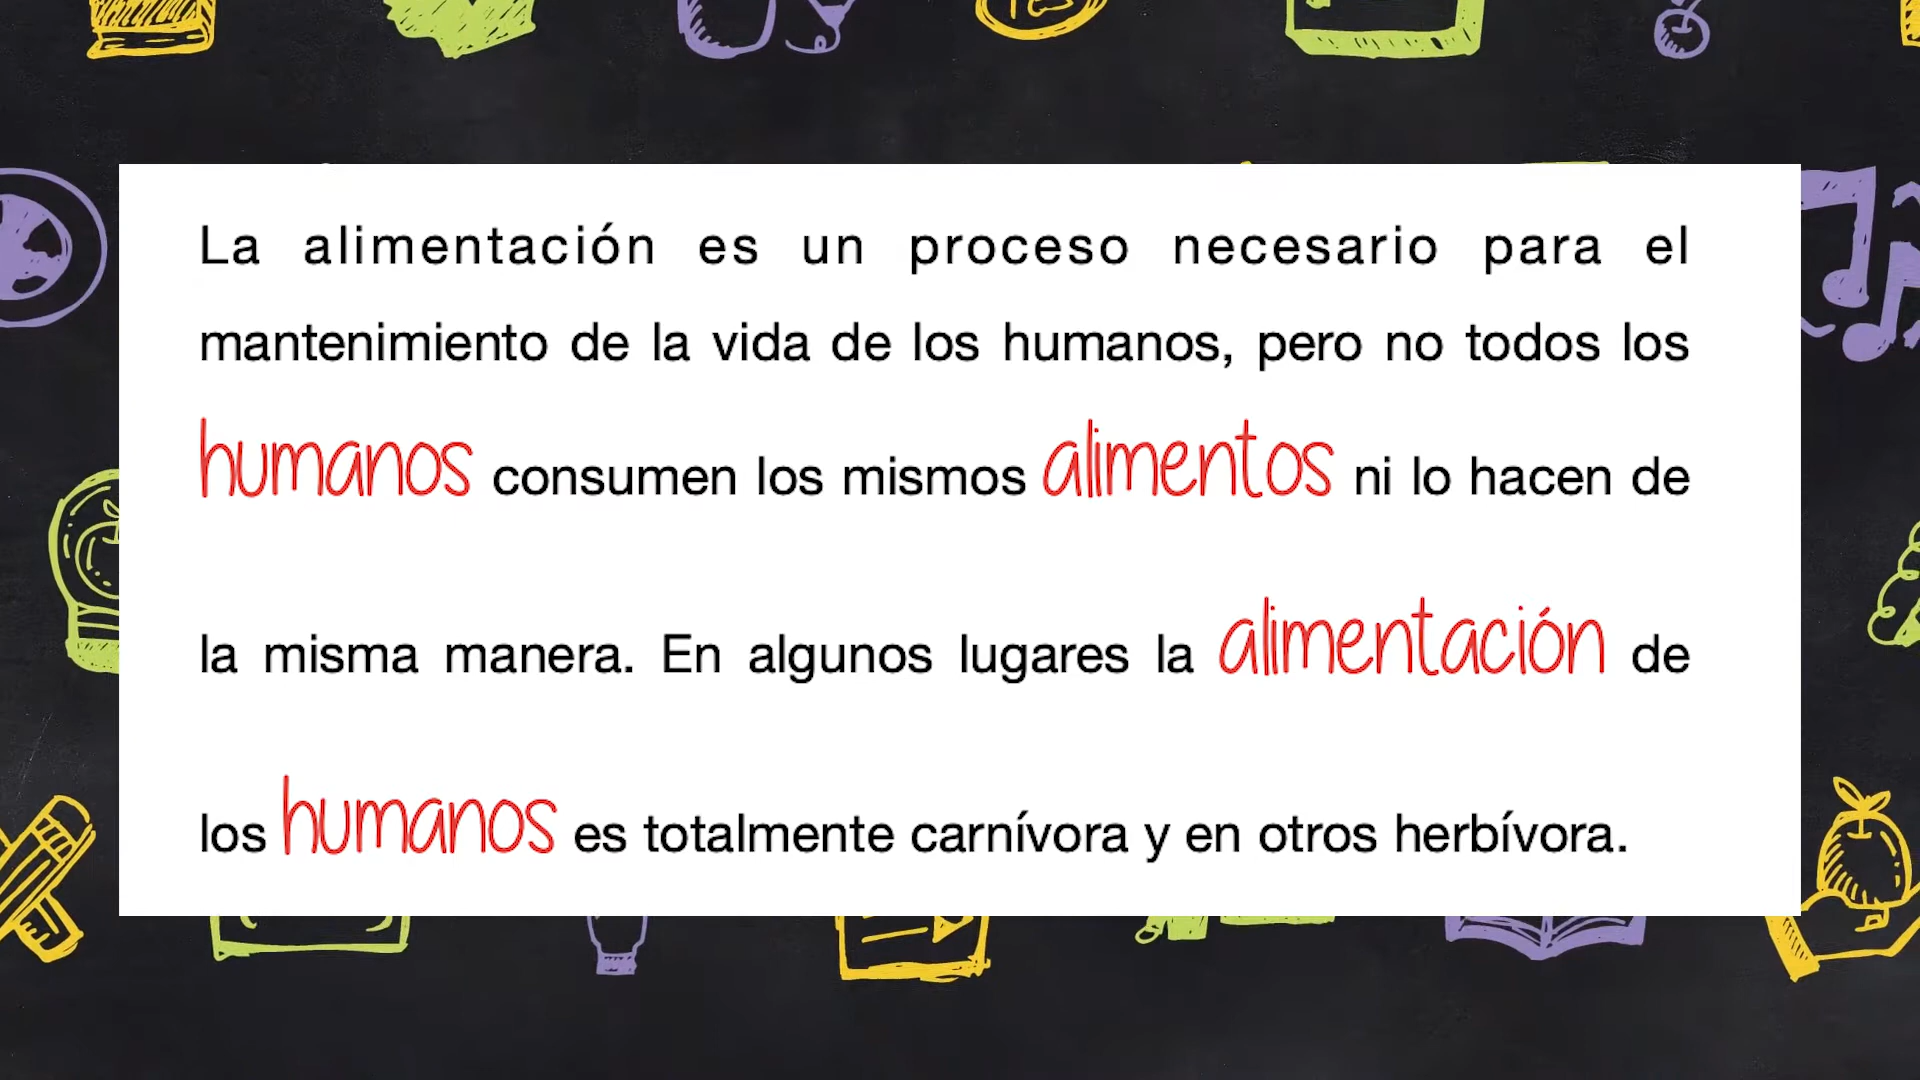 La alimentación es un proceso necesario para el
mantenimiento de la vida de los humanos, pero no todos los
humanos consumen los mismos alimentos ni lo hacen de
la misma manera. En algunos lugares la alimentación de
los humanos es totalmente carnívora y en otros herbívora.